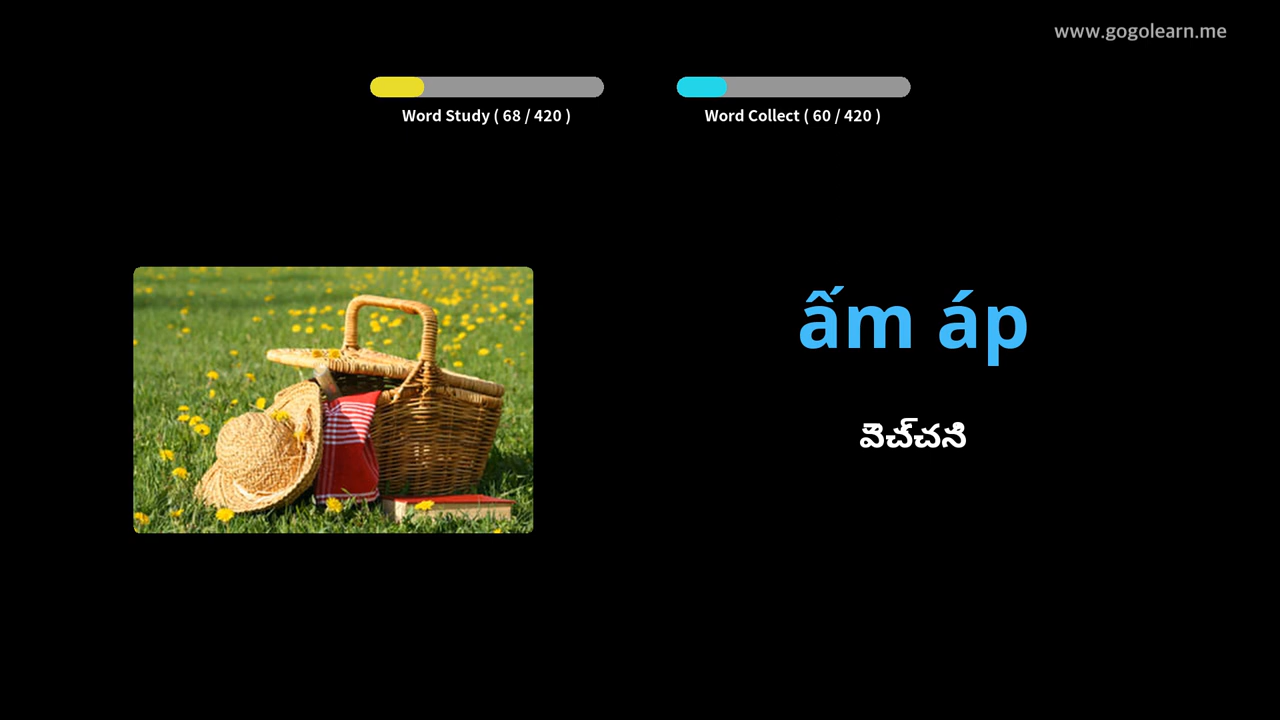 www.gogolearn.me
Word Study ( 68 / 420 )
Word Collect ( 60 / 420 )
ấm áp
వెచ్చని